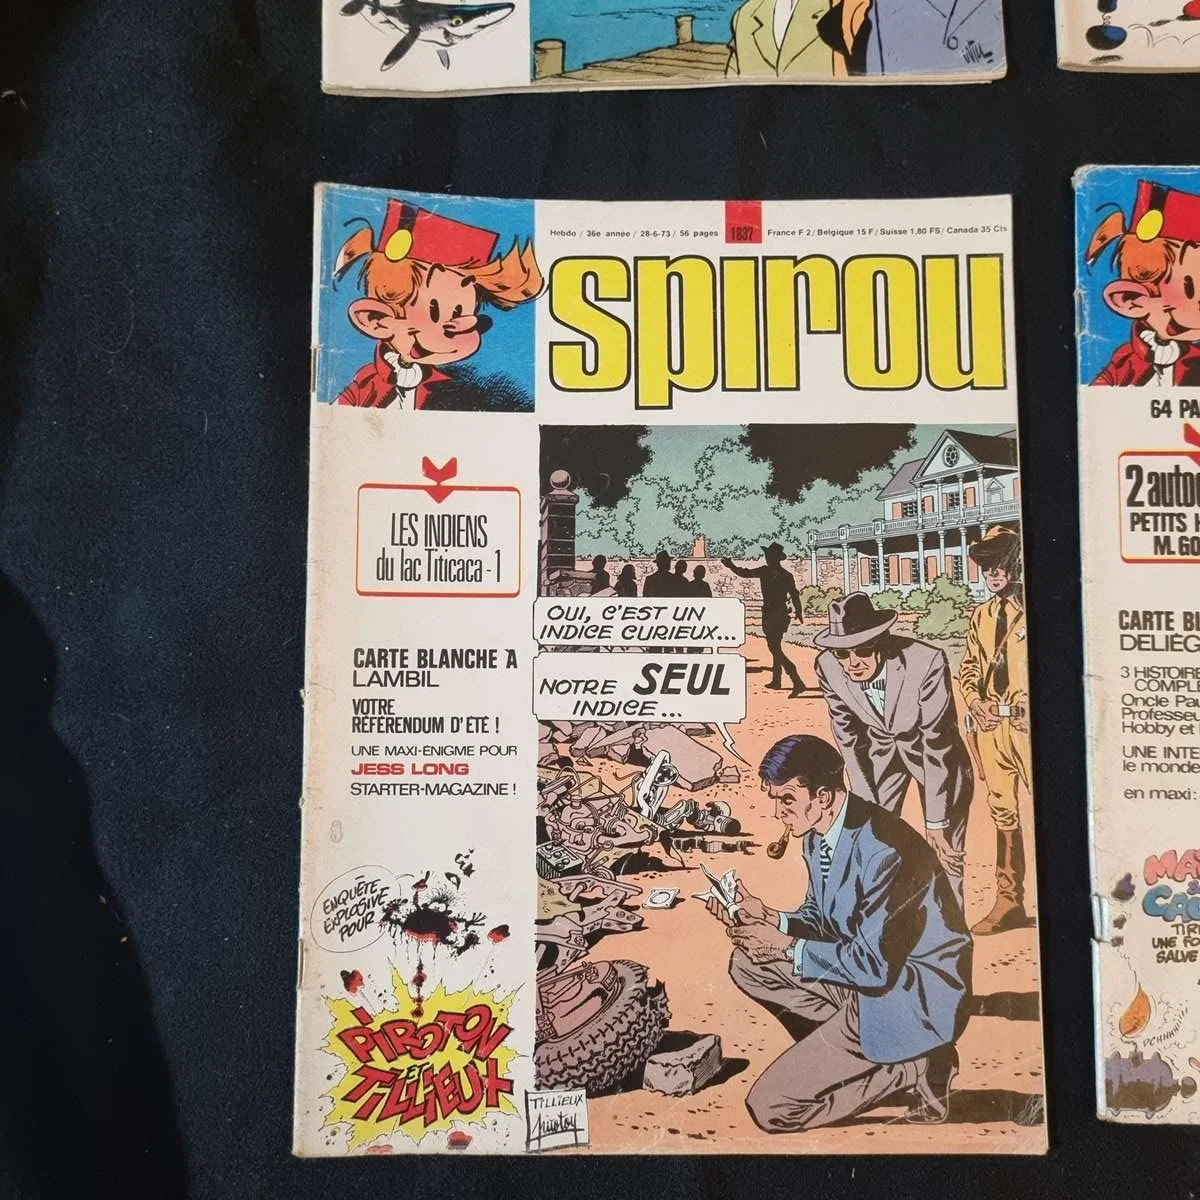 Hebdo / 36e année / 28-6-73 / 56 pages 1837 France F 2/ Belgique 15 F/ Suisse 1,80 FS/ Canada 35 Cts
spirou
LES INDIENS
du lac Titicaca - 1
CARTE BLANCHE À
LAMBIL
VOTRE
RÉFÉRENDUM D'ÉTÉ !
UNE MAXI-ÉNIGME POUR
JESS LONG
STARTER-MAGAZINE !
ENQUÊTE
EXPLOSIVE
POUR
PIROTON
ET
TILLIEUX
OUI, C'EST UN
INDICE CURIEUX...
NOTRE SEUL
INDICE...
TILLIEUX
piroton
64 PA
2 auto
PETITS
M. GO
CARTE BL
DELIÈG
3 HISTOIRE
COMPL
Oncle Pau
Professeu
Hobby et
UNE INTE
le monde
en maxi:
TIR
UNE FO
SALVE
PCHHHIII